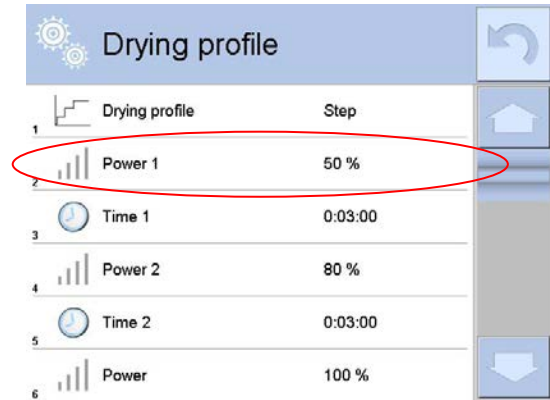 Drying profile
1 Drying profile Step
2 Power 1 50 %
3 Time 1 0:03:00
4 Power 2 80 %
5 Time 2 0:03:00
6 Power 100 %